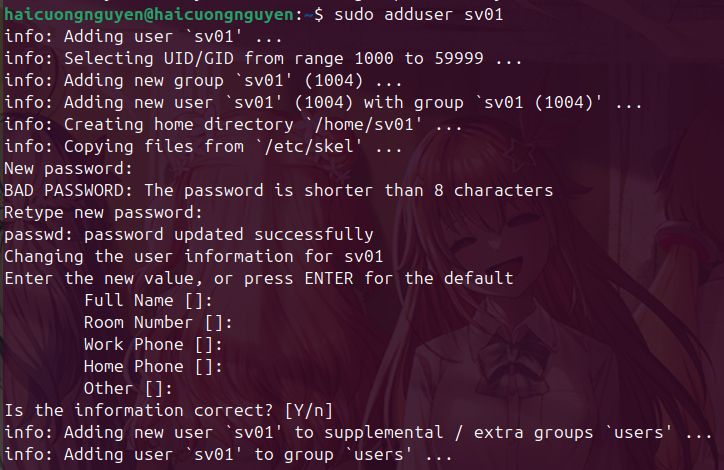 haicuongnguyen@haicuongnguyen:~$ sudo adduser sv01
info: Adding user `sv01' ...
info: Selecting UID/GID from range 1000 to 59999 ...
info: Adding new group `sv01' (1004) ...
info: Adding new user `sv01' (1004) with group `sv01 (1004)' ...
info: Creating home directory `/home/sv01' ...
info: Copying files from `/etc/skel' ...
New password:
BAD PASSWORD: The password is shorter than 8 characters
Retype new password:
passwd: password updated successfully
Changing the user information for sv01
Enter the new value, or press ENTER for the default
        Full Name []:
        Room Number []:
        Work Phone []:
        Home Phone []:
        Other []:
Is the information correct? [Y/n]
info: Adding new user `sv01' to supplemental / extra groups `users' ...
info: Adding user `sv01' to group `users' ...